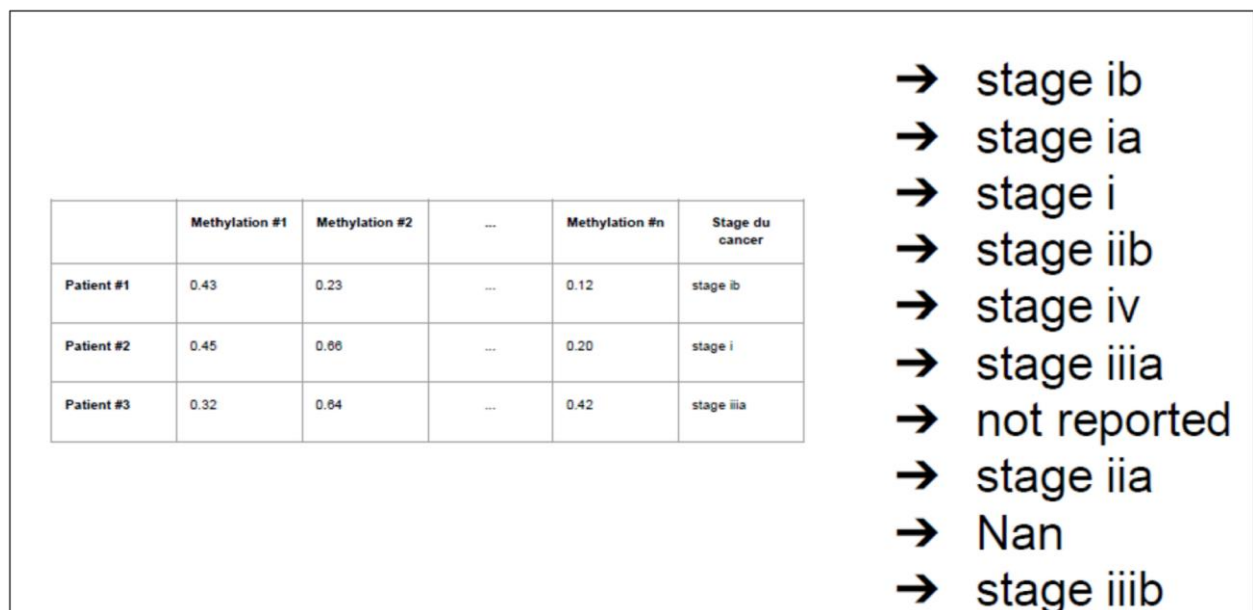 Methylation #1 Methylation #2 ... Methylation #n Stage du
cancer
Patient #1 0.43 0.23 ... 0.12 stage ib
Patient #2 0.45 0.66 ... 0.20 stage i
Patient #3 0.32 0.64 ... 0.42 stage iiia
➔ stage ib
➔ stage ia
➔ stage i
➔ stage iib
➔ stage iv
➔ stage iiia
➔ not reported
➔ stage iia
➔ Nan
➔ stage iiib